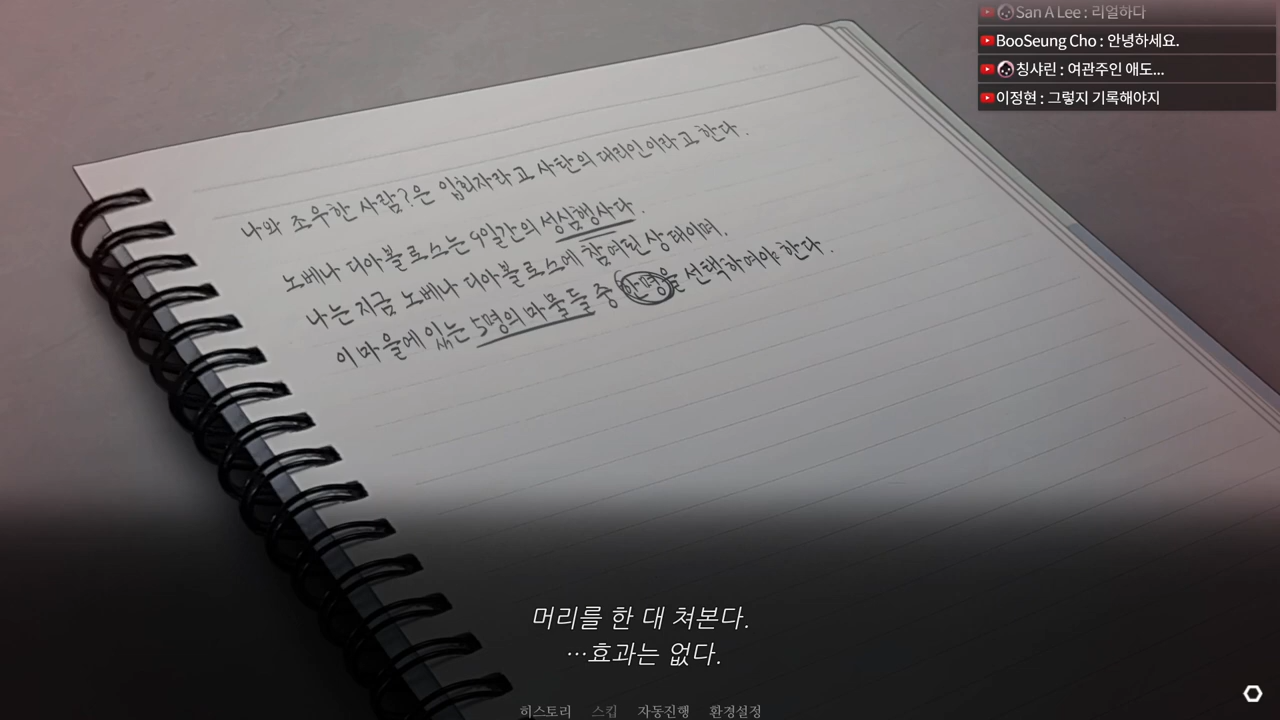 San A Lee : 리얼하다
BooSeung Cho : 안녕하세요.
칭샤린 : 여관주인 애도...
이정현 : 그렇지 기록해야지
나와 조우한 사람?은 입회자라고 사탄의 대리인이라고 한다.
노베나 디아볼로스는 9일간의 성심행사다.
나는 지금 노베나 디아볼로스에 참여된 상태이며,
이 마을에 있는 5명의 마물들 중 한명을 선택하여야 한다.
머리를 한 대 쳐본다.
…효과는 없다.
히스토리 스킵 자동진행 환경설정